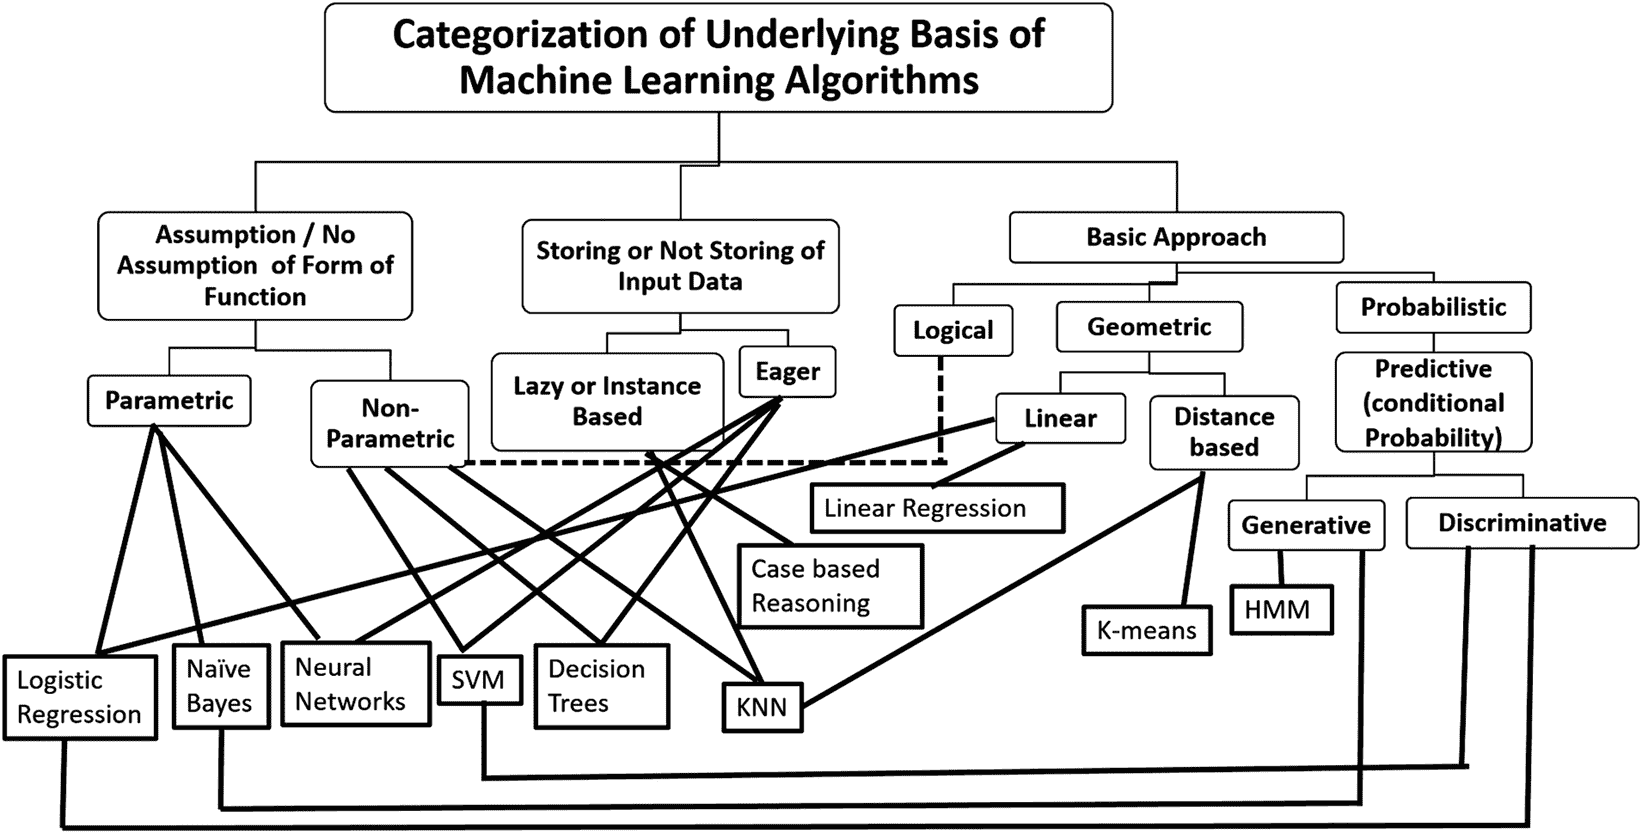 Categorization of Underlying Basis of
Machine Learning Algorithms
Assumption / No
Assumption of Form of
Function
Storing or Not Storing of
Input Data
Basic Approach
Logical
Geometric
Probabilistic
Parametric
Non-
Parametric
Lazy or Instance
Based
Eager
Linear
Distance
based
Predictive
(conditional
Probability)
Linear Regression
Generative
Discriminative
Case based
Reasoning
K-means
HMM
Logistic
Regression
Naïve
Bayes
Neural
Networks
SVM
Decision
Trees
KNN